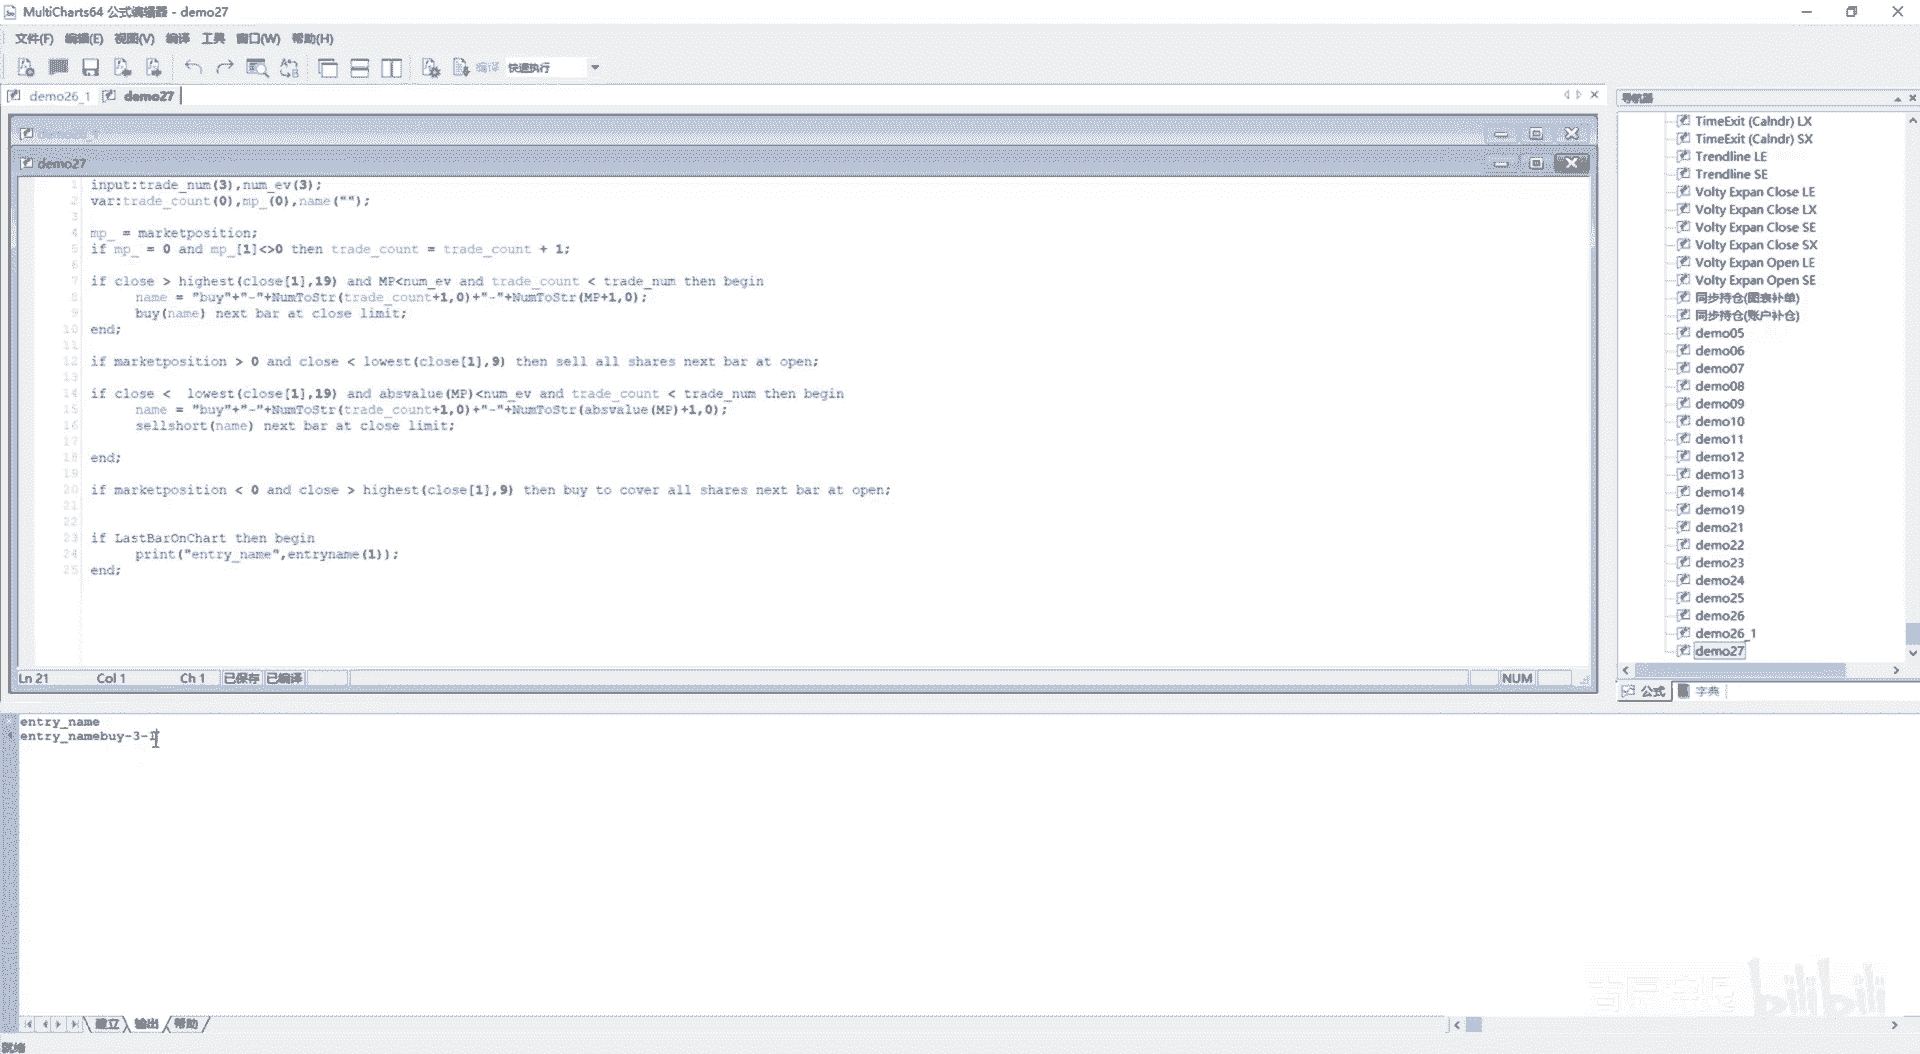 MultiCharts64 公式编辑器 - demo27
文件(F) 编辑(E) 视图(V) 编译 工具 窗口(W) 帮助(H)
编译 快速执行
demo26_1 demo27
导航器
demo27
1 input:trade_num(3),num_ev(3);
2 var:trade_count(0),mp_(0),name("");
3
4 mp_ = marketposition;
5 if mp_ = 0 and mp_[1]<>0 then trade_count = trade_count + 1;
6
7 if close > highest(close[1],19) and MP<num_ev and trade_count < trade_num then begin
8 name = "buy"+"-"+NumToStr(trade_count+1,0)+"-"+NumToStr(MP+1,0);
9 buy(name) next bar at close limit;
10 end;
11
12 if marketposition > 0 and close < lowest(close[1],9) then sell all shares next bar at open;
13
14 if close < lowest(close[1],19) and absvalue(MP)<num_ev and trade_count < trade_num then begin
15 name = "buy"+"-"+NumToStr(trade_count+1,0)+"-"+NumToStr(absvalue(MP)+1,0);
16 sellshort(name) next bar at close limit;
17
18 end;
19
20 if marketposition < 0 and close > highest(close[1],9) then buy to cover all shares next bar at open;
21
22
23 if LastBarOnChart then begin
24 print("entry_name",entryname(1));
25 end;
Ln 21 Col 1 Ch 1 已保存 已编译 NUM
TimeExit (Calndr) LX
TimeExit (Calndr) SX
Trendline LE
Trendline SE
Volty Expan Close LE
Volty Expan Close LX
Volty Expan Close SE
Volty Expan Close SX
Volty Expan Open LE
Volty Expan Open SE
同步持仓(图表补单)
同步持仓(账户补仓)
demo05
demo06
demo07
demo08
demo09
demo10
demo11
demo12
demo13
demo14
demo19
demo21
demo22
demo23
demo24
demo25
demo26
demo26_1
demo27
公式 字典
entry_name
entry_namebuy-3-1
建立 输出 帮助
bilibili
就绪